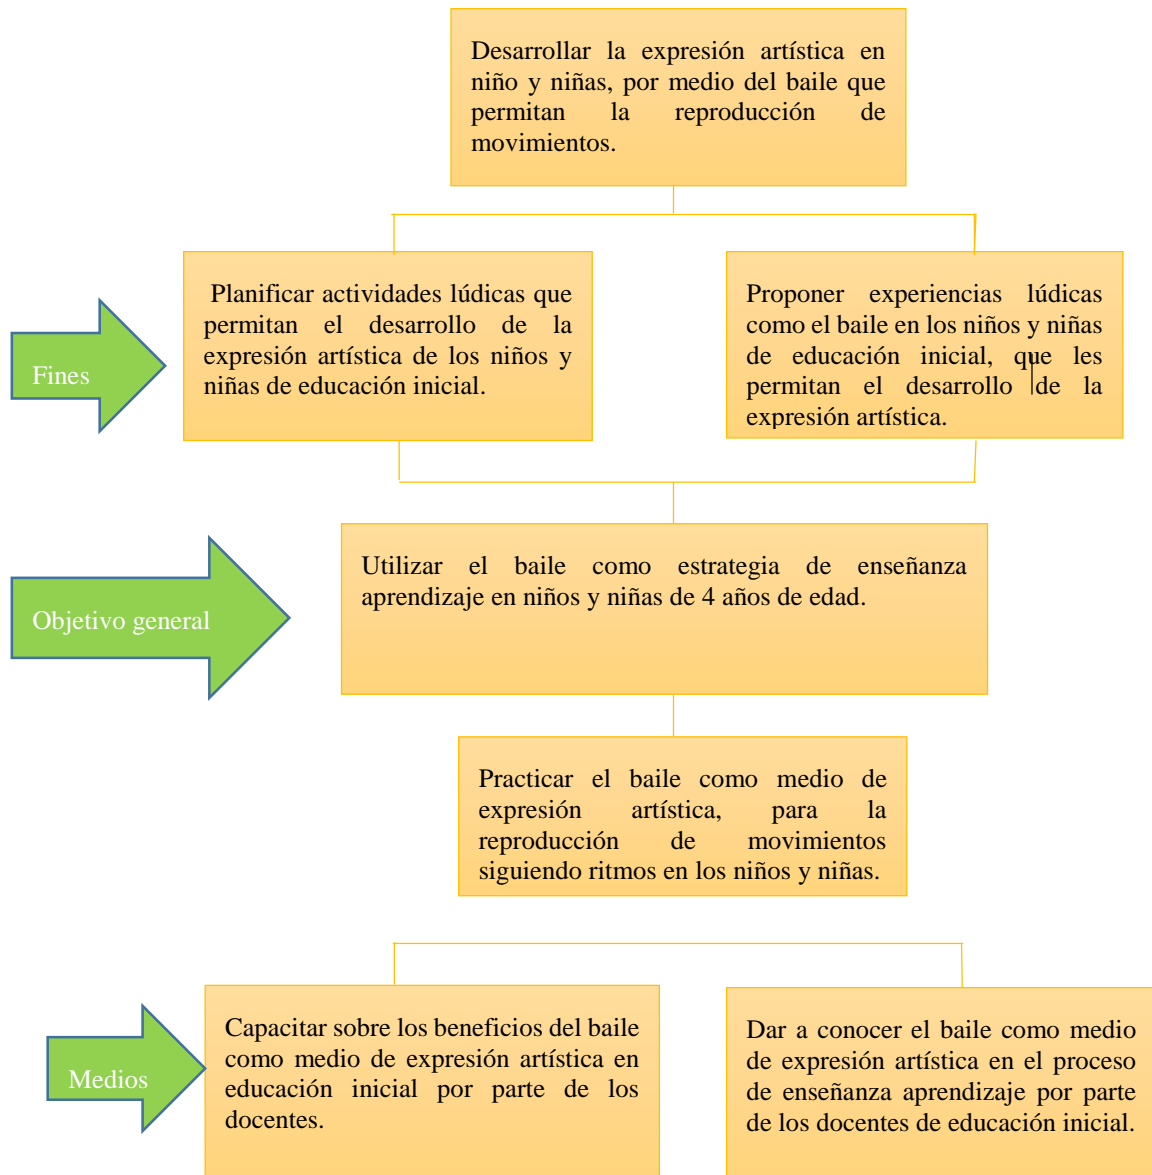 Desarrollar la expresión artística en
niño y niñas, por medio del baile que
permitan la reproducción de
movimientos.
Fines
Planificar actividades lúdicas que
permitan el desarrollo de la
expresión artística de los niños y
niñas de educación inicial.
Proponer experiencias lúdicas
como el baile en los niños y niñas
de educación inicial, que les
permitan el desarrollo de la
expresión artística.
Objetivo general
Utilizar el baile como estrategia de enseñanza
aprendizaje en niños y niñas de 4 años de edad.
Practicar el baile como medio de
expresión artística, para la
reproducción de movimientos
siguiendo ritmos en los niños y niñas.
Medios
Capacitar sobre los beneficios del baile
como medio de expresión artística en
educación inicial por parte de los
docentes.
Dar a conocer el baile como medio
de expresión artística en el proceso
de enseñanza aprendizaje por parte
de los docentes de educación inicial.